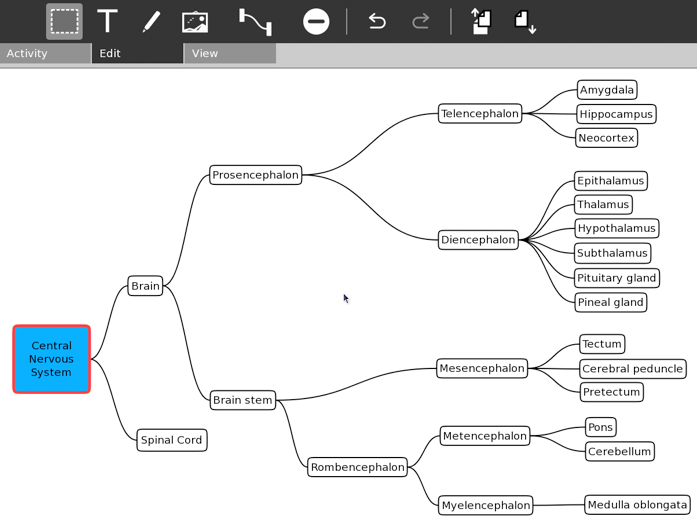 Activity
Edit
View
Amygdala
Telencephalon
Hippocampus
Neocortex
Prosencephalon
Epithalamus
Thalamus
Hypothalamus
Diencephalon
Subthalamus
Pituitary gland
Pineal gland
Brain
Central
Nervous
System
Tectum
Mesencephalon
Cerebral peduncle
Pretectum
Brain stem
Spinal Cord
Pons
Metencephalon
Cerebellum
Rombencephalon
Myelencephalon
Medulla oblongata